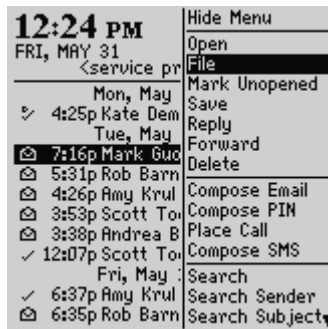 12:24 PM
FRI, MAY 31
<service pr
Mon, May
4:25p Kate Dem
Tue, May
7:16p Mark Guo
5:31p Rob Barn
4:26p Amy Krul
3:53p Scott To
3:38p Andrea B
12:07p Scott To
Fri, May
6:37p Amy Krul
6:35p Rob Barn
Hide Menu
Open
File
Mark Unopened
Save
Reply
Forward
Delete
Compose Email
Compose PIN
Place Call
Compose SMS
Search
Search Sender
Search Subject